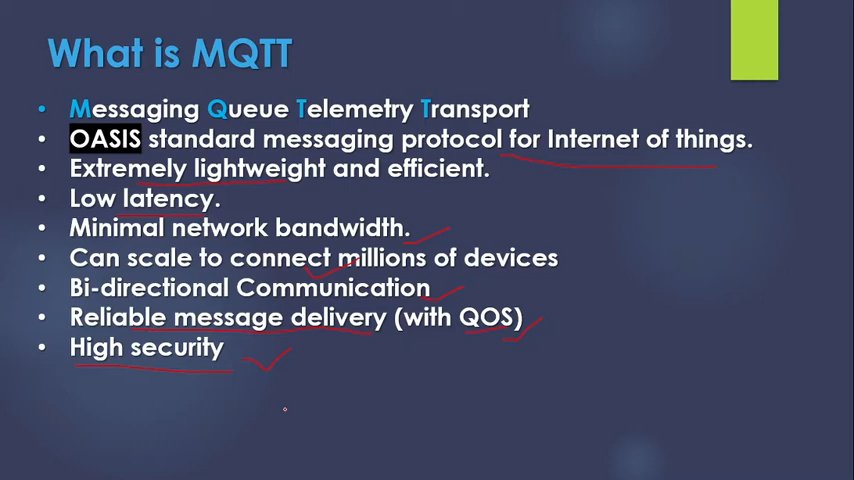 What is MQTT
• Messaging Queue Telemetry Transport
• OASIS standard messaging protocol for Internet of things.
• Extremely lightweight and efficient.
• Low latency.
• Minimal network bandwidth.
• Can scale to connect millions of devices
• Bi-directional Communication
• Reliable message delivery (with QOS)
• High security